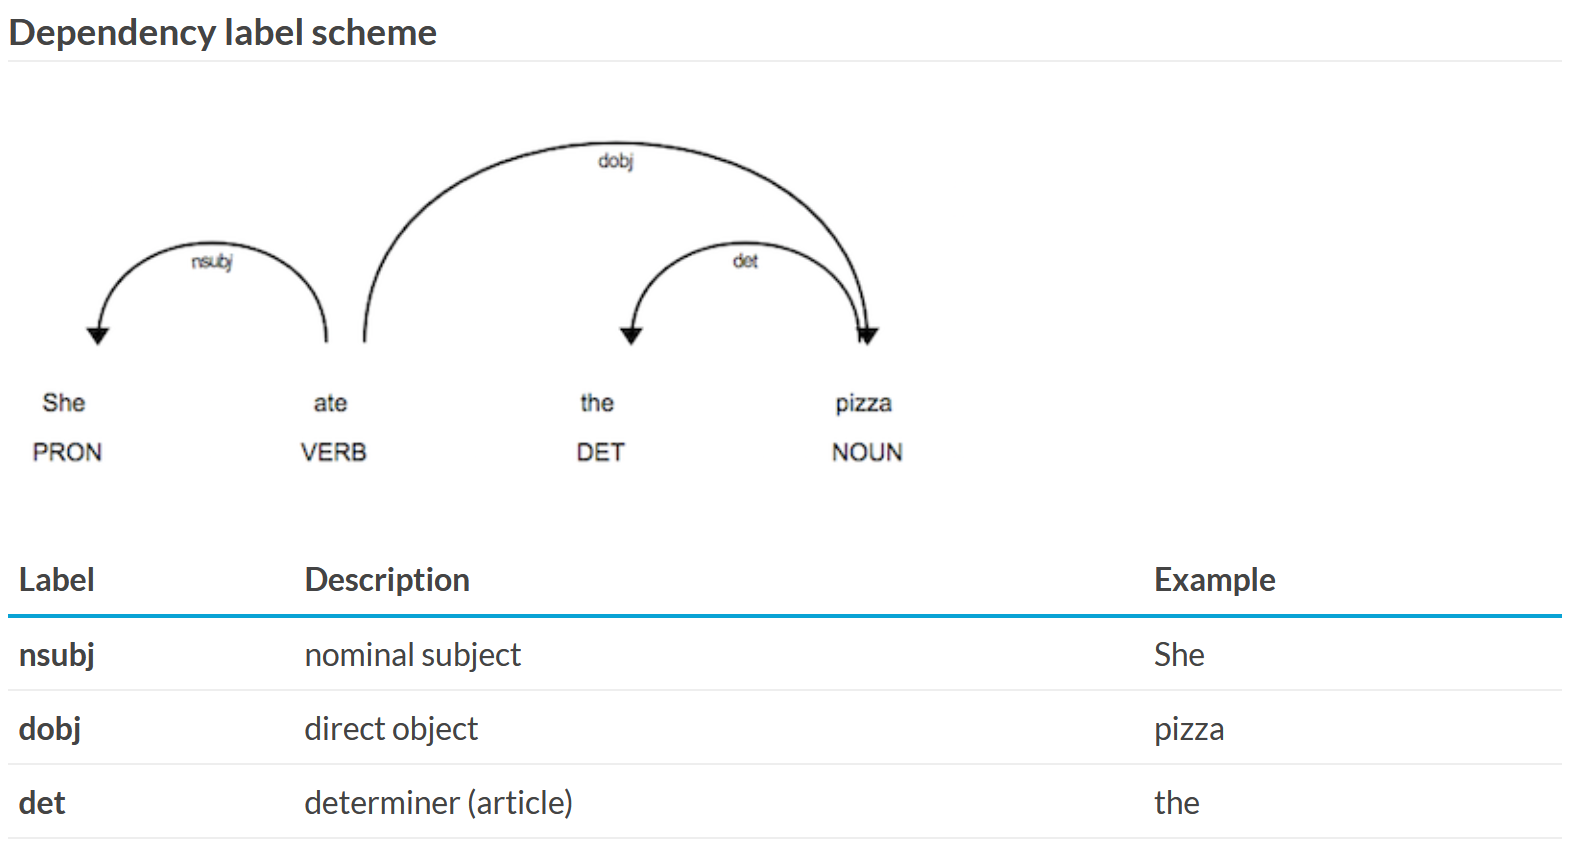 Dependency label scheme
dobj
nsubj
det
She ate the pizza
PRON VERB DET NOUN
Label Description Example
nsubj nominal subject She
dobj direct object pizza
det determiner (article) the